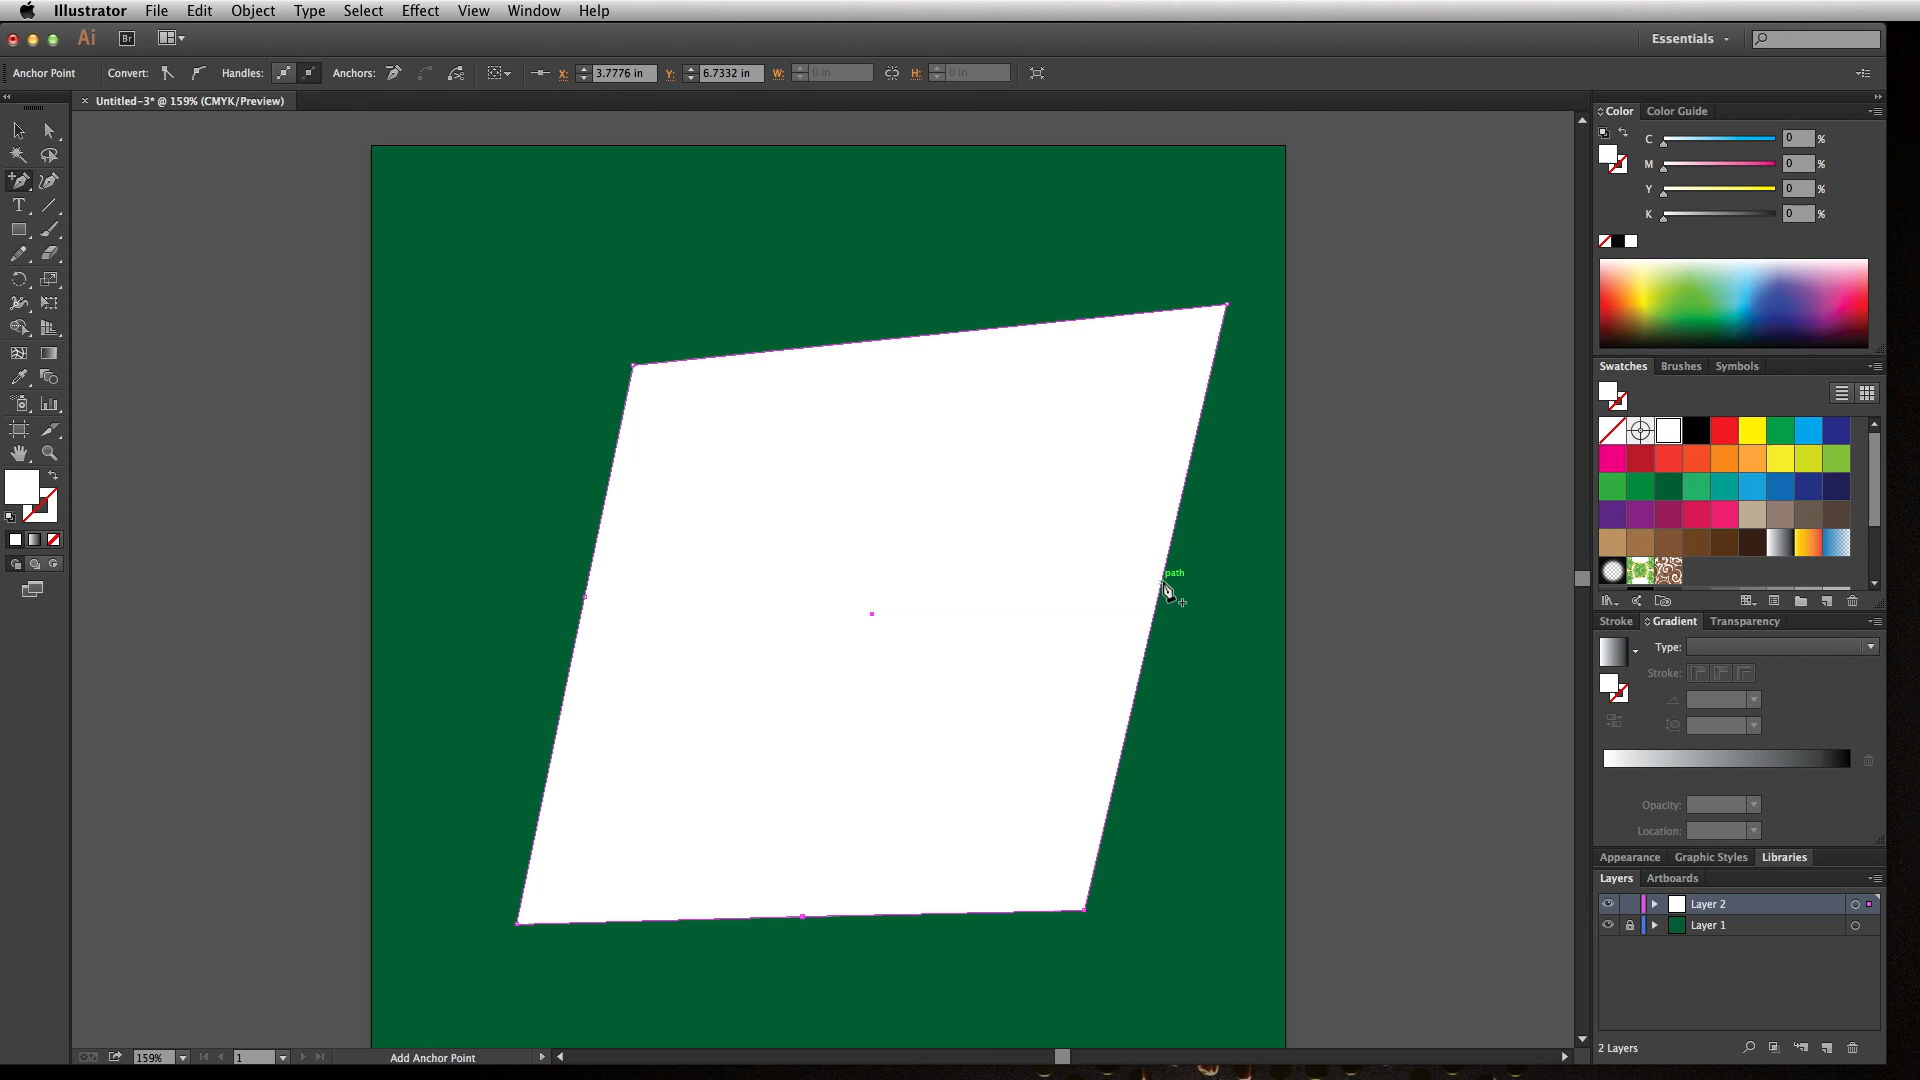 Illustrator File Edit Object Type Select Effect View Window Help
Ai Br Essentials
Anchor Point Convert: Handles: Anchors: X: 3.7776 in Y: 6.7332 in W: 0 in H: 0 in
× Untitled-3* @ 159% (CMYK/Preview)
Color Color Guide
C 0 %
M 0 %
Y 0 %
K 0 %
Swatches Brushes Symbols
path
Stroke Gradient Transparency
Type:
Stroke:
Opacity:
Location:
Appearance Graphic Styles Libraries
Layers Artboards
Layer 2
Layer 1
2 Layers
159% 1 Add Anchor Point